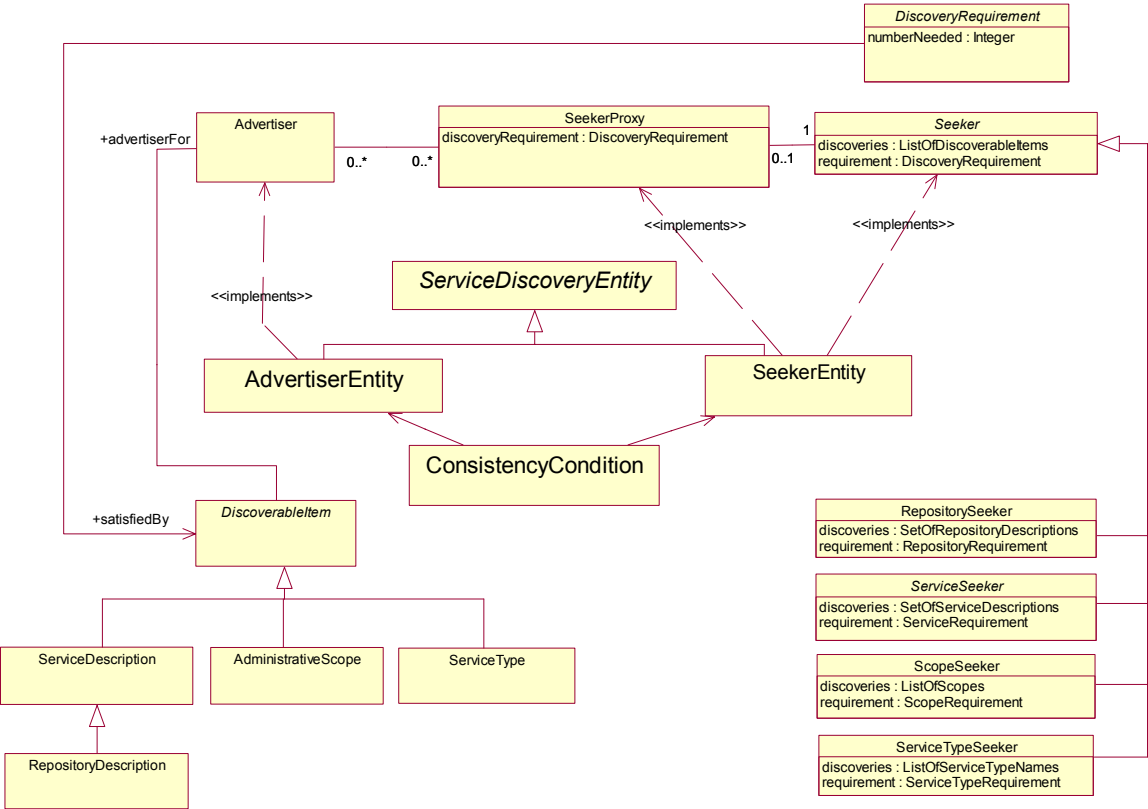 DiscoveryRequirement
numberNeeded : Integer
+advertiserFor
Advertiser
0..*
0..*
SeekerProxy
discoveryRequirement : DiscoveryRequirement
1
0..1
Seeker
discoveries : ListOfDiscoverableItems
requirement : DiscoveryRequirement
<<implements>>
<<implements>>
<<implements>>
ServiceDiscoveryEntity
AdvertiserEntity
SeekerEntity
ConsistencyCondition
+satisfiedBy
DiscoverableItem
RepositorySeeker
discoveries : SetOfRepositoryDescriptions
requirement : RepositoryRequirement
ServiceSeeker
discoveries : SetOfServiceDescriptions
requirement : ServiceRequirement
ServiceDescription
AdministrativeScope
ServiceType
ScopeSeeker
discoveries : ListOfScopes
requirement : ScopeRequirement
RepositoryDescription
ServiceTypeSeeker
discoveries : ListOfServiceTypeNames
requirement : ServiceTypeRequirement